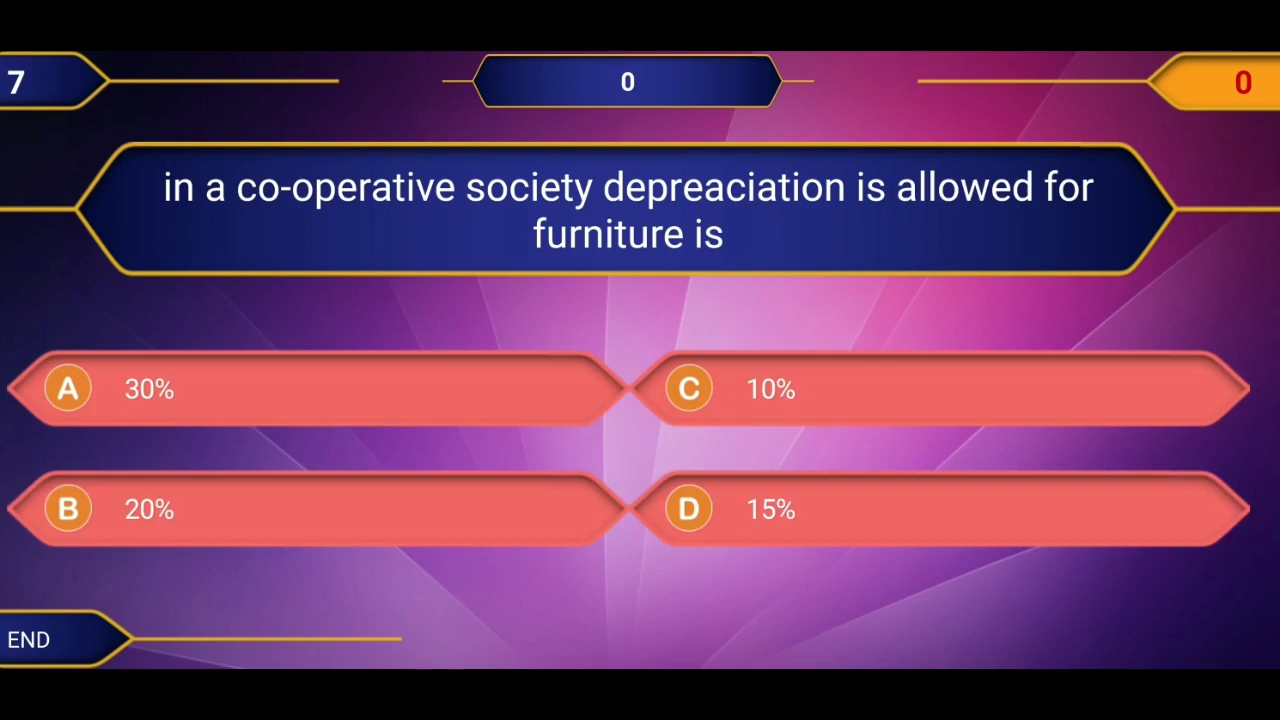 7
0
0
in a co-operative society depreaciation is allowed for
furniture is
A 30%
C 10%
B 20%
D 15%
END